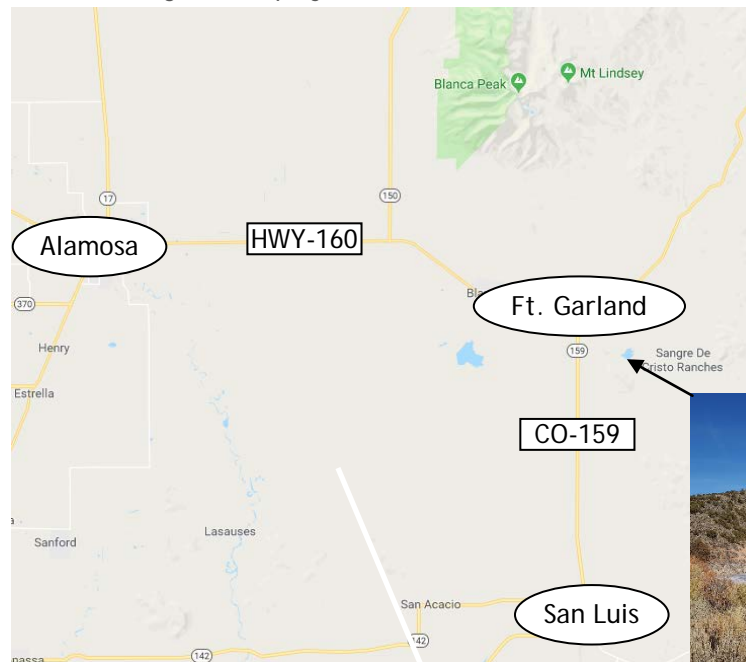 Mt Lindsey
Blanca Peak
17
150
Alamosa
HWY-160
370
Ft. Garland
Henry
159
Sangre De
Cristo Ranches
Estrella
CO-159
Lasauses
Sanford
San Acacio
San Luis
142
142